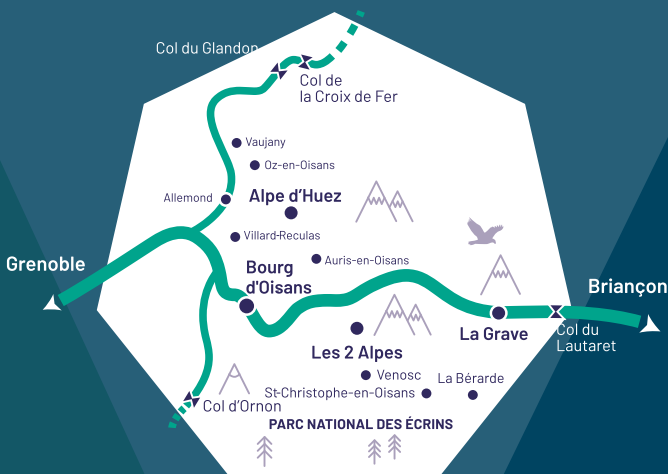 Col du Glandon
Col de
la Croix de Fer
Vaujany
Oz-en-Oisans
Allemond
Alpe d’Huez
Villard-Reculas
Auris-en-Oisans
Grenoble
Bourg
d'Oisans
Briançon
La Grave
Col du
Lautaret
Les 2 Alpes
Venosc
La Bérarde
St-Christophe-en-Oisans
Col d’Ornon
PARC NATIONAL DES ÉCRINS